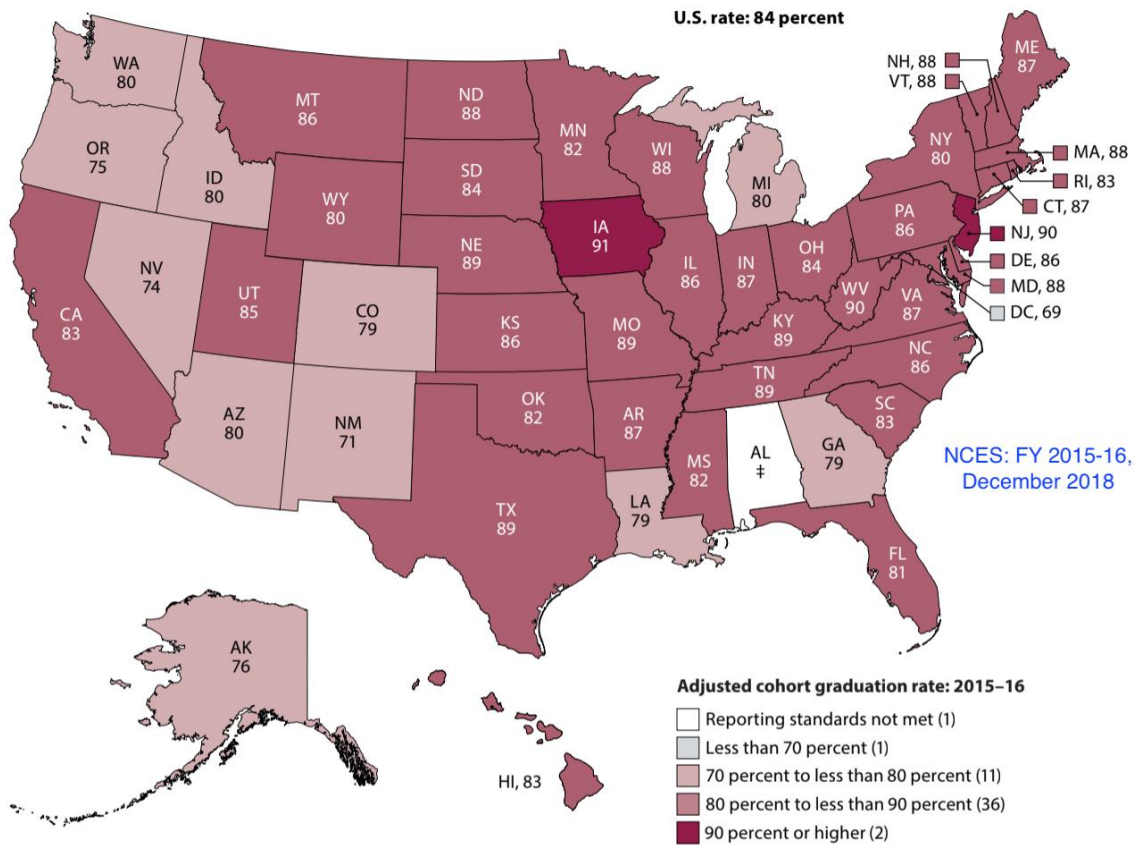 U.S. rate: 84 percent
WA
80
OR
75
ID
80
MT
86
ND
88
SD
84
WY
80
NE
89
MN
82
WI
88
IA
91
MI
80
NV
74
UT
85
CO
79
CA
83
AZ
80
NM
71
KS
86
OK
82
TX
89
MO
89
AR
87
LA
79
IL
86
IN
87
OH
84
KY
89
TN
89
MS
82
AL
‡
GA
79
FL
81
SC
83
NC
86
VA
87
WV
90
PA
86
NY
80
ME
87
NH, 88
VT, 88
MA, 88
RI, 83
CT, 87
NJ, 90
DE, 86
MD, 88
DC, 69
NCES: FY 2015-16,
December 2018
AK
76
HI, 83
Adjusted cohort graduation rate: 2015–16
Reporting standards not met (1)
Less than 70 percent (1)
70 percent to less than 80 percent (11)
80 percent to less than 90 percent (36)
90 percent or higher (2)